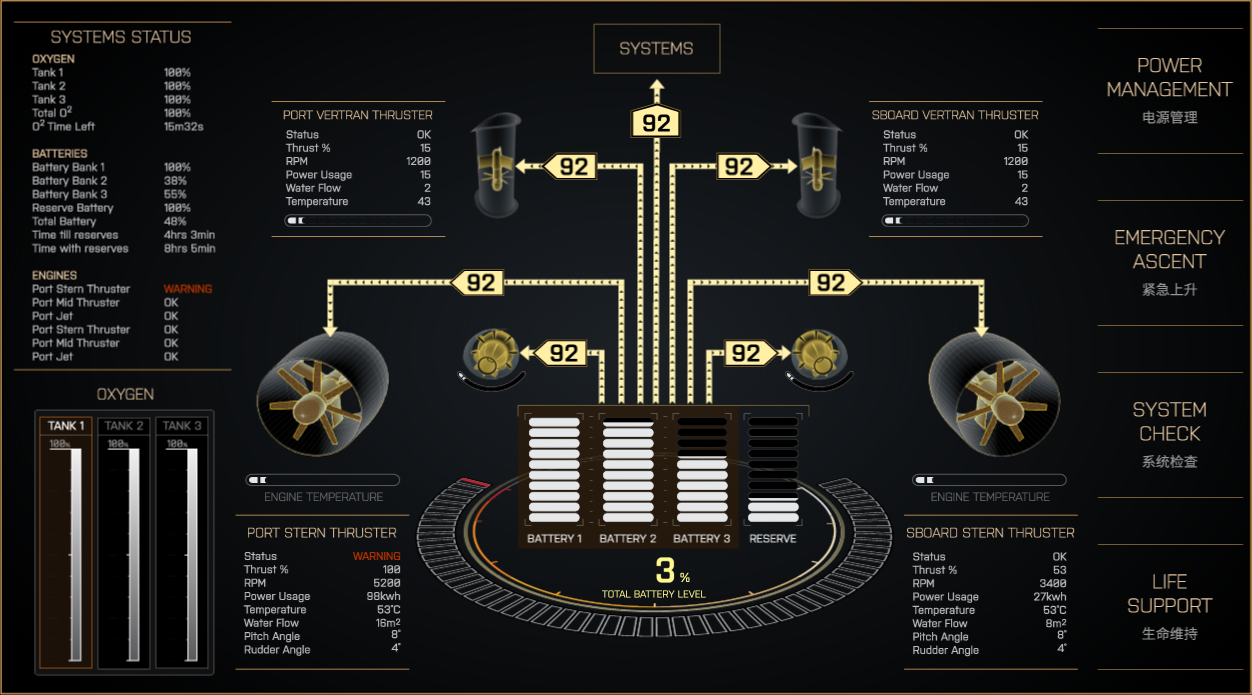 SYSTEMS STATUS
OXYGEN
Tank 1 100%
Tank 2 100%
Tank 3 100%
Total O² 100%
O² Time Left 15m32s
BATTERIES
Battery Bank 1 100%
Battery Bank 2 38%
Battery Bank 3 55%
Reserve Battery 100%
Total Battery 48%
Time till reserves 4hrs 3min
Time with reserves 8hrs 5min
ENGINES
Port Stern Thruster WARNING
Port Mid Thruster OK
Port Jet OK
Port Stern Thruster OK
Port Mid Thruster OK
Port Jet OK
OXYGEN
TANK 1 TANK 2 TANK 3
100% 100% 100%
SYSTEMS
92
PORT VERTRAN THRUSTER
Status OK
Thrust % 15
RPM 1200
Power Usage 15
Water Flow 2
Temperature 43
92
92
SBOARD VERTRAN THRUSTER
Status OK
Thrust % 15
RPM 1200
Power Usage 15
Water Flow 2
Temperature 43
92
92
92
92
ENGINE TEMPERATURE
PORT STERN THRUSTER
Status WARNING
Thrust % 100
RPM 5200
Power Usage 98kwh
Temperature 53°C
Water Flow 16m²
Pitch Angle 8°
Rudder Angle 4°
BATTERY 1 BATTERY 2 BATTERY 3 RESERVE
3 %
TOTAL BATTERY LEVEL
ENGINE TEMPERATURE
SBOARD STERN THRUSTER
Status OK
Thrust % 53
RPM 3400
Power Usage 27kwh
Temperature 53°C
Water Flow 8m²
Pitch Angle 8°
Rudder Angle 4°
POWER
MANAGEMENT
电源管理
EMERGENCY
ASCENT
紧急上升
SYSTEM
CHECK
系统检查
LIFE
SUPPORT
生命维持